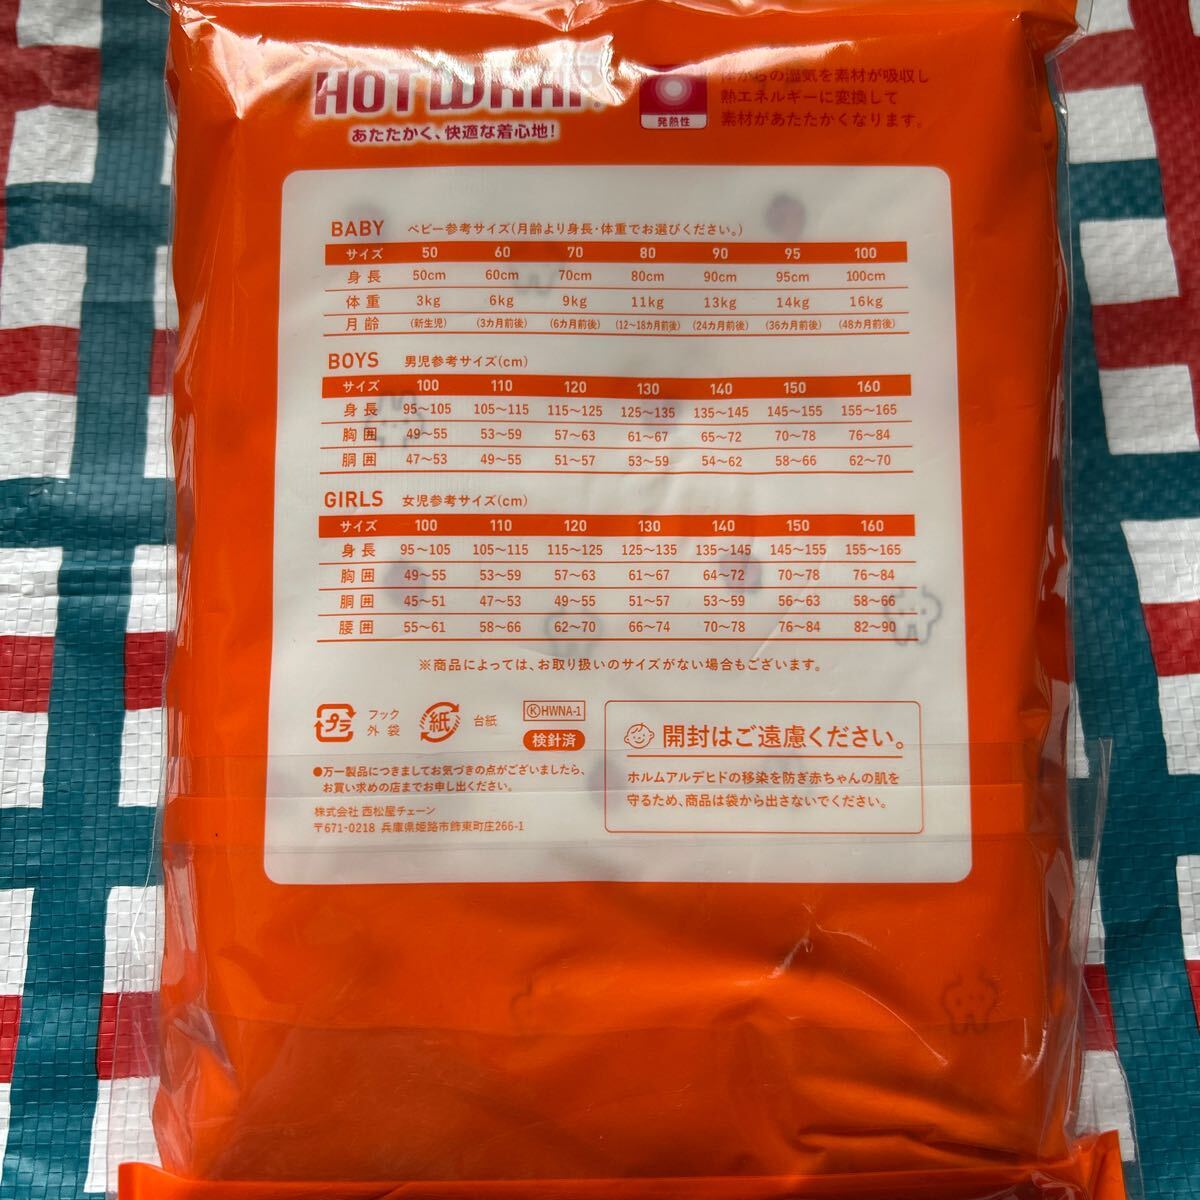 HOT WRAP.
あたたかく、快適な着心地!
発熱性
体からの湿気を素材が吸収し
熱エネルギーに変換して
素材があたたかくなります。
BABY ベビー参考サイズ(月齢より身長・体重でお選びください。)
サイズ 50 60 70 80 90 95 100
身長 50cm 60cm 70cm 80cm 90cm 95cm 100cm
体重 3kg 6kg 9kg 11kg 13kg 14kg 16kg
月齢 (新生児) (3カ月前後) (6カ月前後) (12〜18カ月前後) (24カ月前後) (36カ月前後) (48カ月前後)
BOYS 男児参考サイズ(cm)
サイズ 100 110 120 130 140 150 160
身長 95〜105 105〜115 115〜125 125〜135 135〜145 145〜155 155〜165
胸囲 49〜55 53〜59 57〜63 61〜67 65〜72 70〜78 76〜84
胴囲 47〜53 49〜55 51〜57 53〜59 54〜62 58〜66 62〜70
GIRLS 女児参考サイズ(cm)
サイズ 100 110 120 130 140 150 160
身長 95〜105 105〜115 115〜125 125〜135 135〜145 145〜155 155〜165
胸囲 49〜55 53〜59 57〜63 61〜67 64〜72 70〜78 76〜84
胴囲 45〜51 47〜53 49〜55 51〜57 53〜59 56〜63 58〜66
腰囲 55〜61 58〜66 62〜70 66〜74 70〜78 76〜84 82〜90
※商品によっては、お取り扱いのサイズがない場合もございます。
プラ フック
外袋
紙 台紙
ⓀHWNA-1
検針済
●万一製品につきましてお気づきの点がございましたら、
お買い求めの店までお申し出ください。
株式会社 西松屋チェーン
〒671-0218 兵庫県姫路市飾東町庄266-1
開封はご遠慮ください。
ホルムアルデヒドの移染を防ぎ赤ちゃんの肌を
守るため、商品は袋から出さないでください。